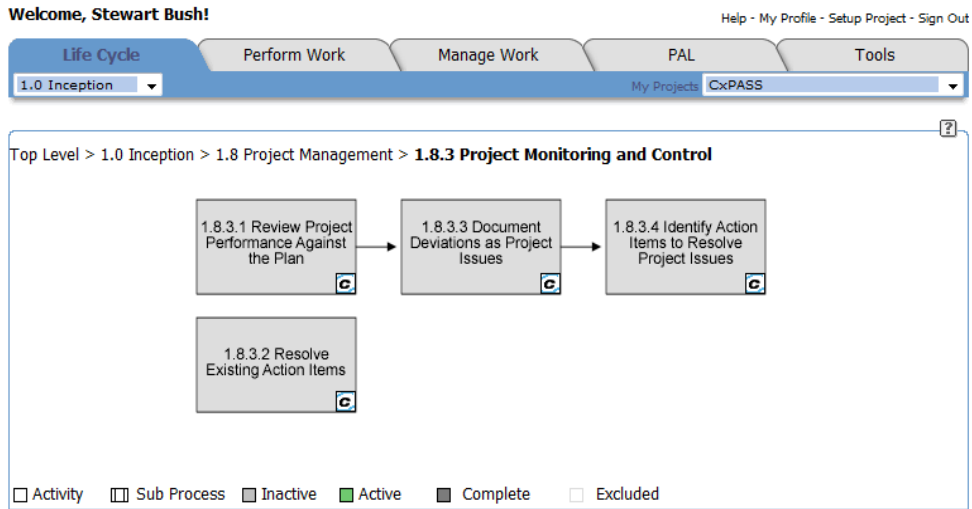 Welcome, Stewart Bush!
Help - My Profile - Setup Project - Sign Out
Life Cycle
Perform Work
Manage Work
PAL
Tools
1.0 Inception
My Projects CxPASS
?
Top Level > 1.0 Inception > 1.8 Project Management > 1.8.3 Project Monitoring and Control
1.8.3.1 Review Project
Performance Against
the Plan
C
1.8.3.3 Document
Deviations as Project
Issues
C
1.8.3.4 Identify Action
Items to Resolve
Project Issues
C
1.8.3.2 Resolve
Existing Action Items
C
Activity Sub Process Inactive Active Complete Excluded